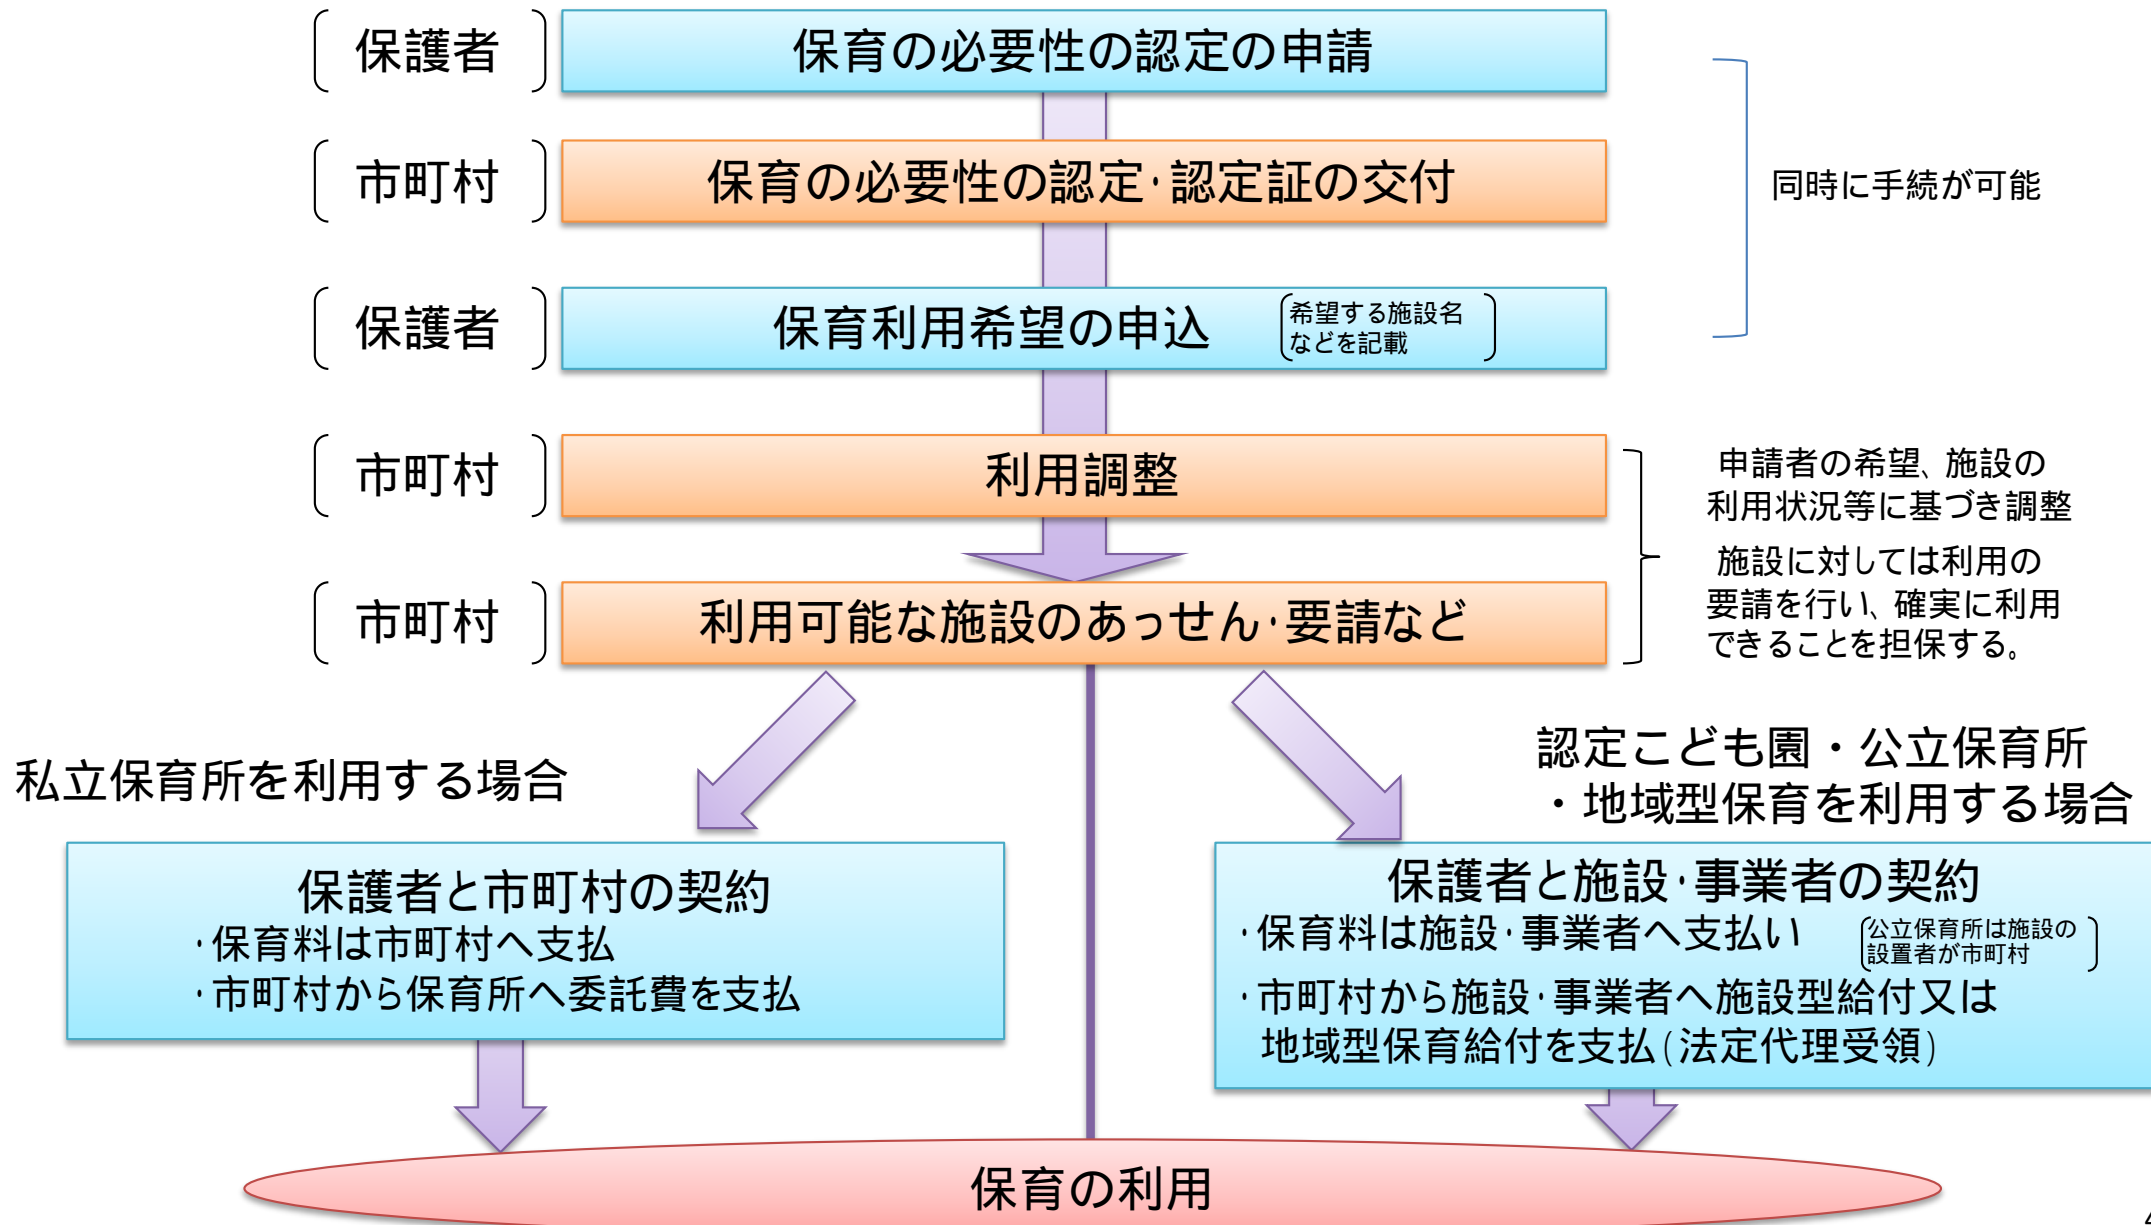 保護者
保育の必要性の認定の申請
市町村
保育の必要性の認定・認定証の交付
同時に手続が可能
保護者
保育利用希望の申込
希望する施設名
などを記載
市町村
利用調整
申請者の希望、施設の
利用状況等に基づき調整
施設に対しては利用の
要請を行い、確実に利用
できることを担保する。
市町村
利用可能な施設のあっせん・要請など
私立保育所を利用する場合
認定こども園・公立保育所
・地域型保育を利用する場合
保護者と市町村の契約
・保育料は市町村へ支払
・市町村から保育所へ委託費を支払
保護者と施設・事業者の契約
・保育料は施設・事業者へ支払い
公立保育所は施設の
設置者が市町村
・市町村から施設・事業者へ施設型給付又は
地域型保育給付を支払(法定代理受領)
保育の利用